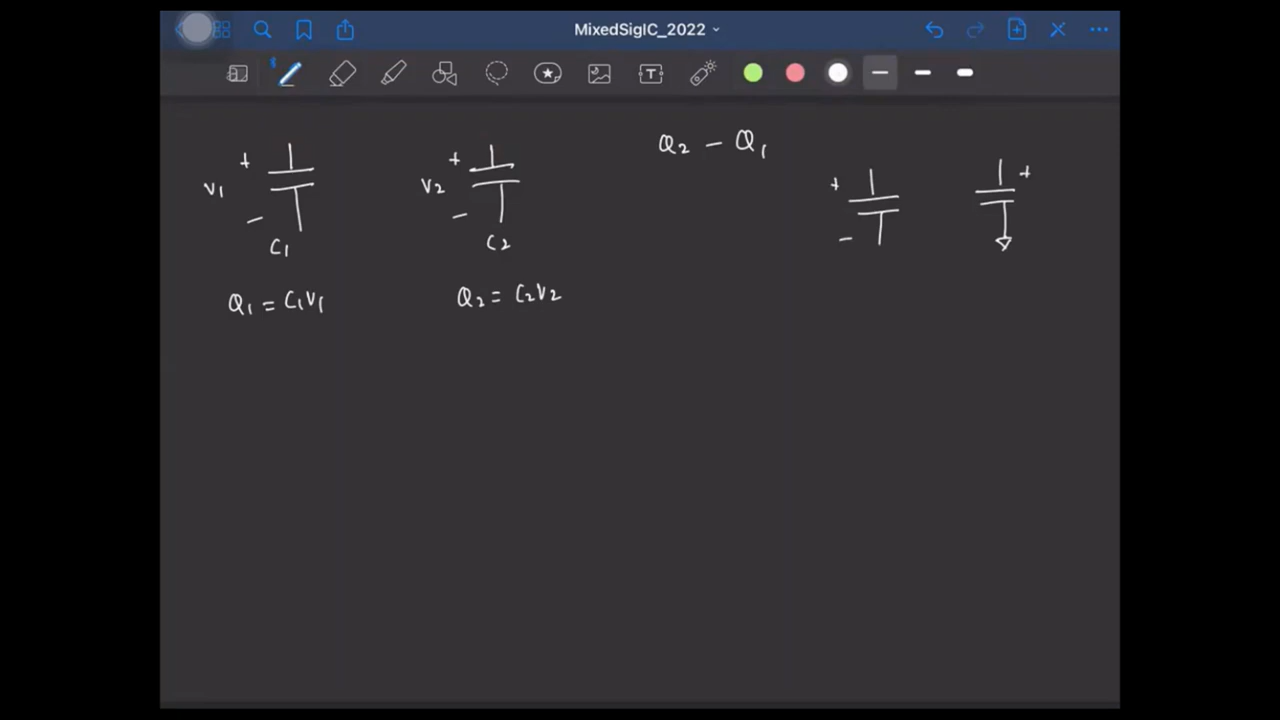 MixedSigIC_2022
Q₂ − Q₁
+ + + +
V₁ V₂
− − −
C₁ C₂
Q₁ = C₁V₁ Q₂ = C₂V₂